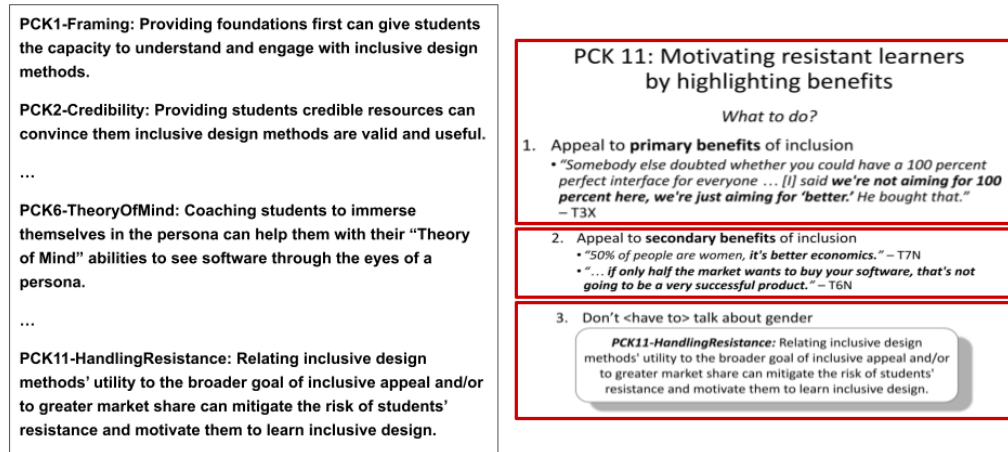 PCK1-Framing: Providing foundations first can give students
the capacity to understand and engage with inclusive design
methods.
PCK2-Credibility: Providing students credible resources can
convince them inclusive design methods are valid and useful.
...
PCK6-TheoryOfMind: Coaching students to immerse
themselves in the persona can help them with their “Theory
of Mind” abilities to see software through the eyes of a
persona.
...
PCK11-HandlingResistance: Relating inclusive design
methods’ utility to the broader goal of inclusive appeal and/or
to greater market share can mitigate the risk of students’
resistance and motivate them to learn inclusive design.
PCK 11: Motivating resistant learners
by highlighting benefits
What to do?
1. Appeal to primary benefits of inclusion
• “Somebody else doubted whether you could have a 100 percent
perfect interface for everyone … [I] said we're not aiming for 100
percent here, we're just aiming for ‘better.’ He bought that.”
– T3X
2. Appeal to secondary benefits of inclusion
• “50% of people are women, it's better economics.” – T7N
• “… if only half the market wants to buy your software, that's not
going to be a very successful product.” – T6N
3. Don’t <have to> talk about gender
PCK11-HandlingResistance: Relating inclusive design
methods' utility to the broader goal of inclusive appeal and/or
to greater market share can mitigate the risk of students'
resistance and motivate them to learn inclusive design.